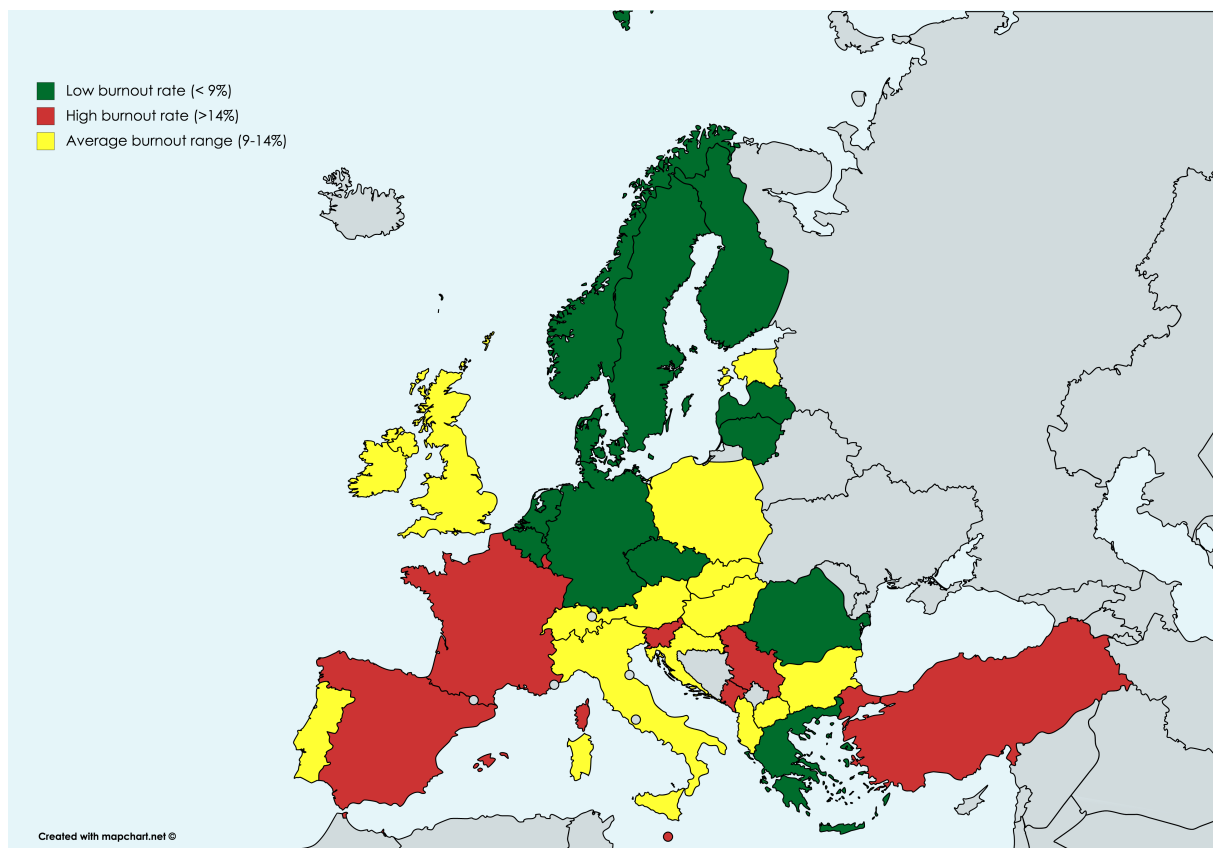 Low burnout rate (< 9%)
High burnout rate (>14%)
Average burnout range (9-14%)
Created with mapchart.net ©